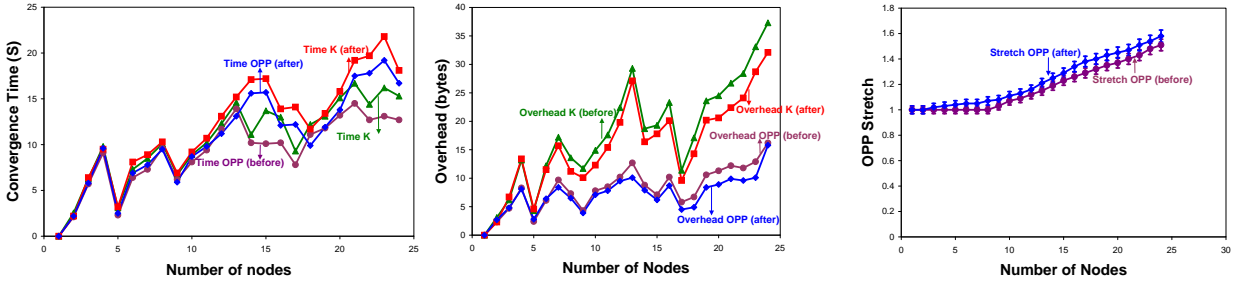 Convergence Time (S)
25
20
15
10
5
0
0
5
10
15
20
25
Number of nodes
Time K (after)
Time OPP (after)
Time K
Time OPP (before)
Overhead (bytes)
40
35
30
25
20
15
10
5
0
0
5
10
15
20
25
Number of Nodes
Overhead K (before)
Overhead K (after)
Overhead OPP (before)
Overhead OPP (after)
OPP Stretch
1.8
1.6
1.4
1.2
1
0.8
0.6
0.4
0.2
0
0
5
10
15
20
25
30
Number of Nodes
Stretch OPP (after)
Stretch OPP (before)